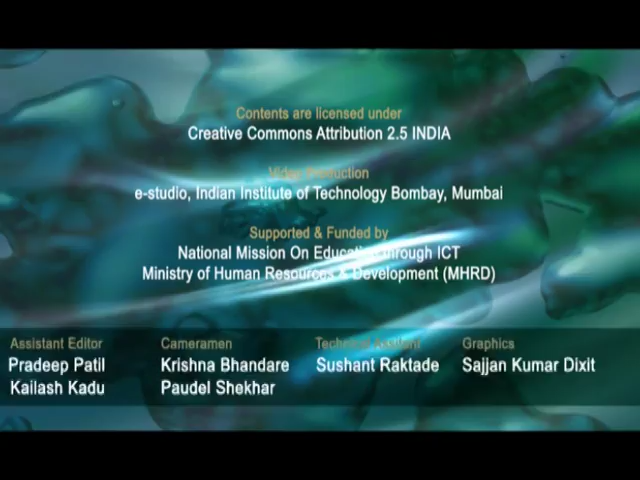 Contents are licensed under
Creative Commons Attribution 2.5 INDIA
Video Production
e-studio, Indian Institute of Technology Bombay, Mumbai
Supported & Funded by
National Mission On Education through ICT
Ministry of Human Resources & Development (MHRD)
Assistant Editor
Pradeep Patil
Kailash Kadu
Cameramen
Krishna Bhandare
Paudel Shekhar
Technical
Sushant Raktade
Graphics
Sajjan Kumar Dixit